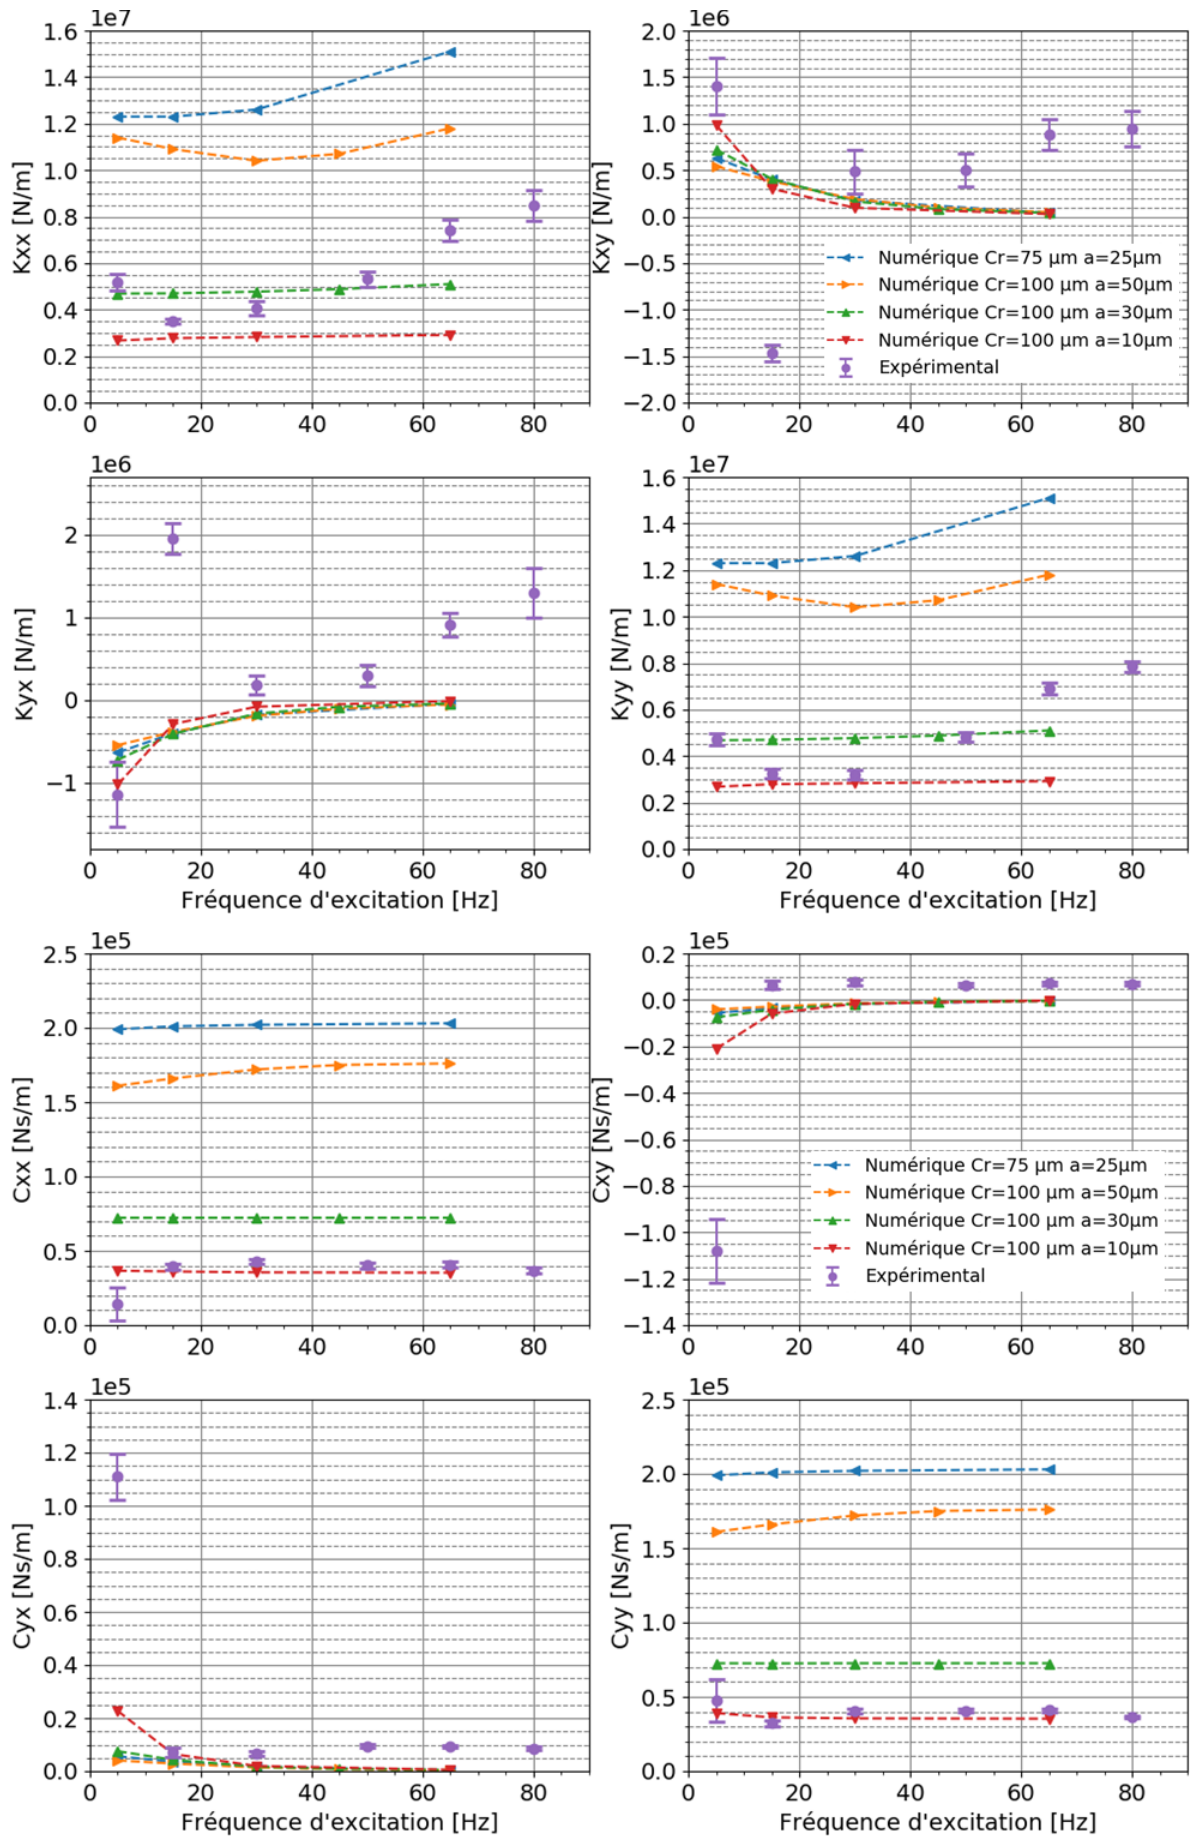 1e7
1.6
1.4
1.2
1.0
0.8
0.6
0.4
0.2
0.0
Kxx [N/m]
0 20 40 60 80
1e6
2.0
1.5
1.0
0.5
0.0
−0.5
−1.0
−1.5
−2.0
Kxy [N/m]
Numérique Cr=75 μm a=25μm
Numérique Cr=100 μm a=50μm
Numérique Cr=100 μm a=30μm
Numérique Cr=100 μm a=10μm
Expérimental
0 20 40 60 80
1e6
2
1
0
−1
Kyx [N/m]
0 20 40 60 80
Fréquence d'excitation [Hz]
1e7
1.6
1.4
1.2
1.0
0.8
0.6
0.4
0.2
0.0
Kyy [N/m]
0 20 40 60 80
Fréquence d'excitation [Hz]
1e5
2.5
2.0
1.5
1.0
0.5
0.0
Cxx [Ns/m]
0 20 40 60 80
1e5
0.2
0.0
−0.2
−0.4
−0.6
−0.8
−1.0
−1.2
−1.4
Cxy [Ns/m]
Numérique Cr=75 μm a=25μm
Numérique Cr=100 μm a=50μm
Numérique Cr=100 μm a=30μm
Numérique Cr=100 μm a=10μm
Expérimental
0 20 40 60 80
1e5
1.4
1.2
1.0
0.8
0.6
0.4
0.2
0.0
Cyx [Ns/m]
0 20 40 60 80
Fréquence d'excitation [Hz]
1e5
2.5
2.0
1.5
1.0
0.5
0.0
Cyy [Ns/m]
0 20 40 60 80
Fréquence d'excitation [Hz]